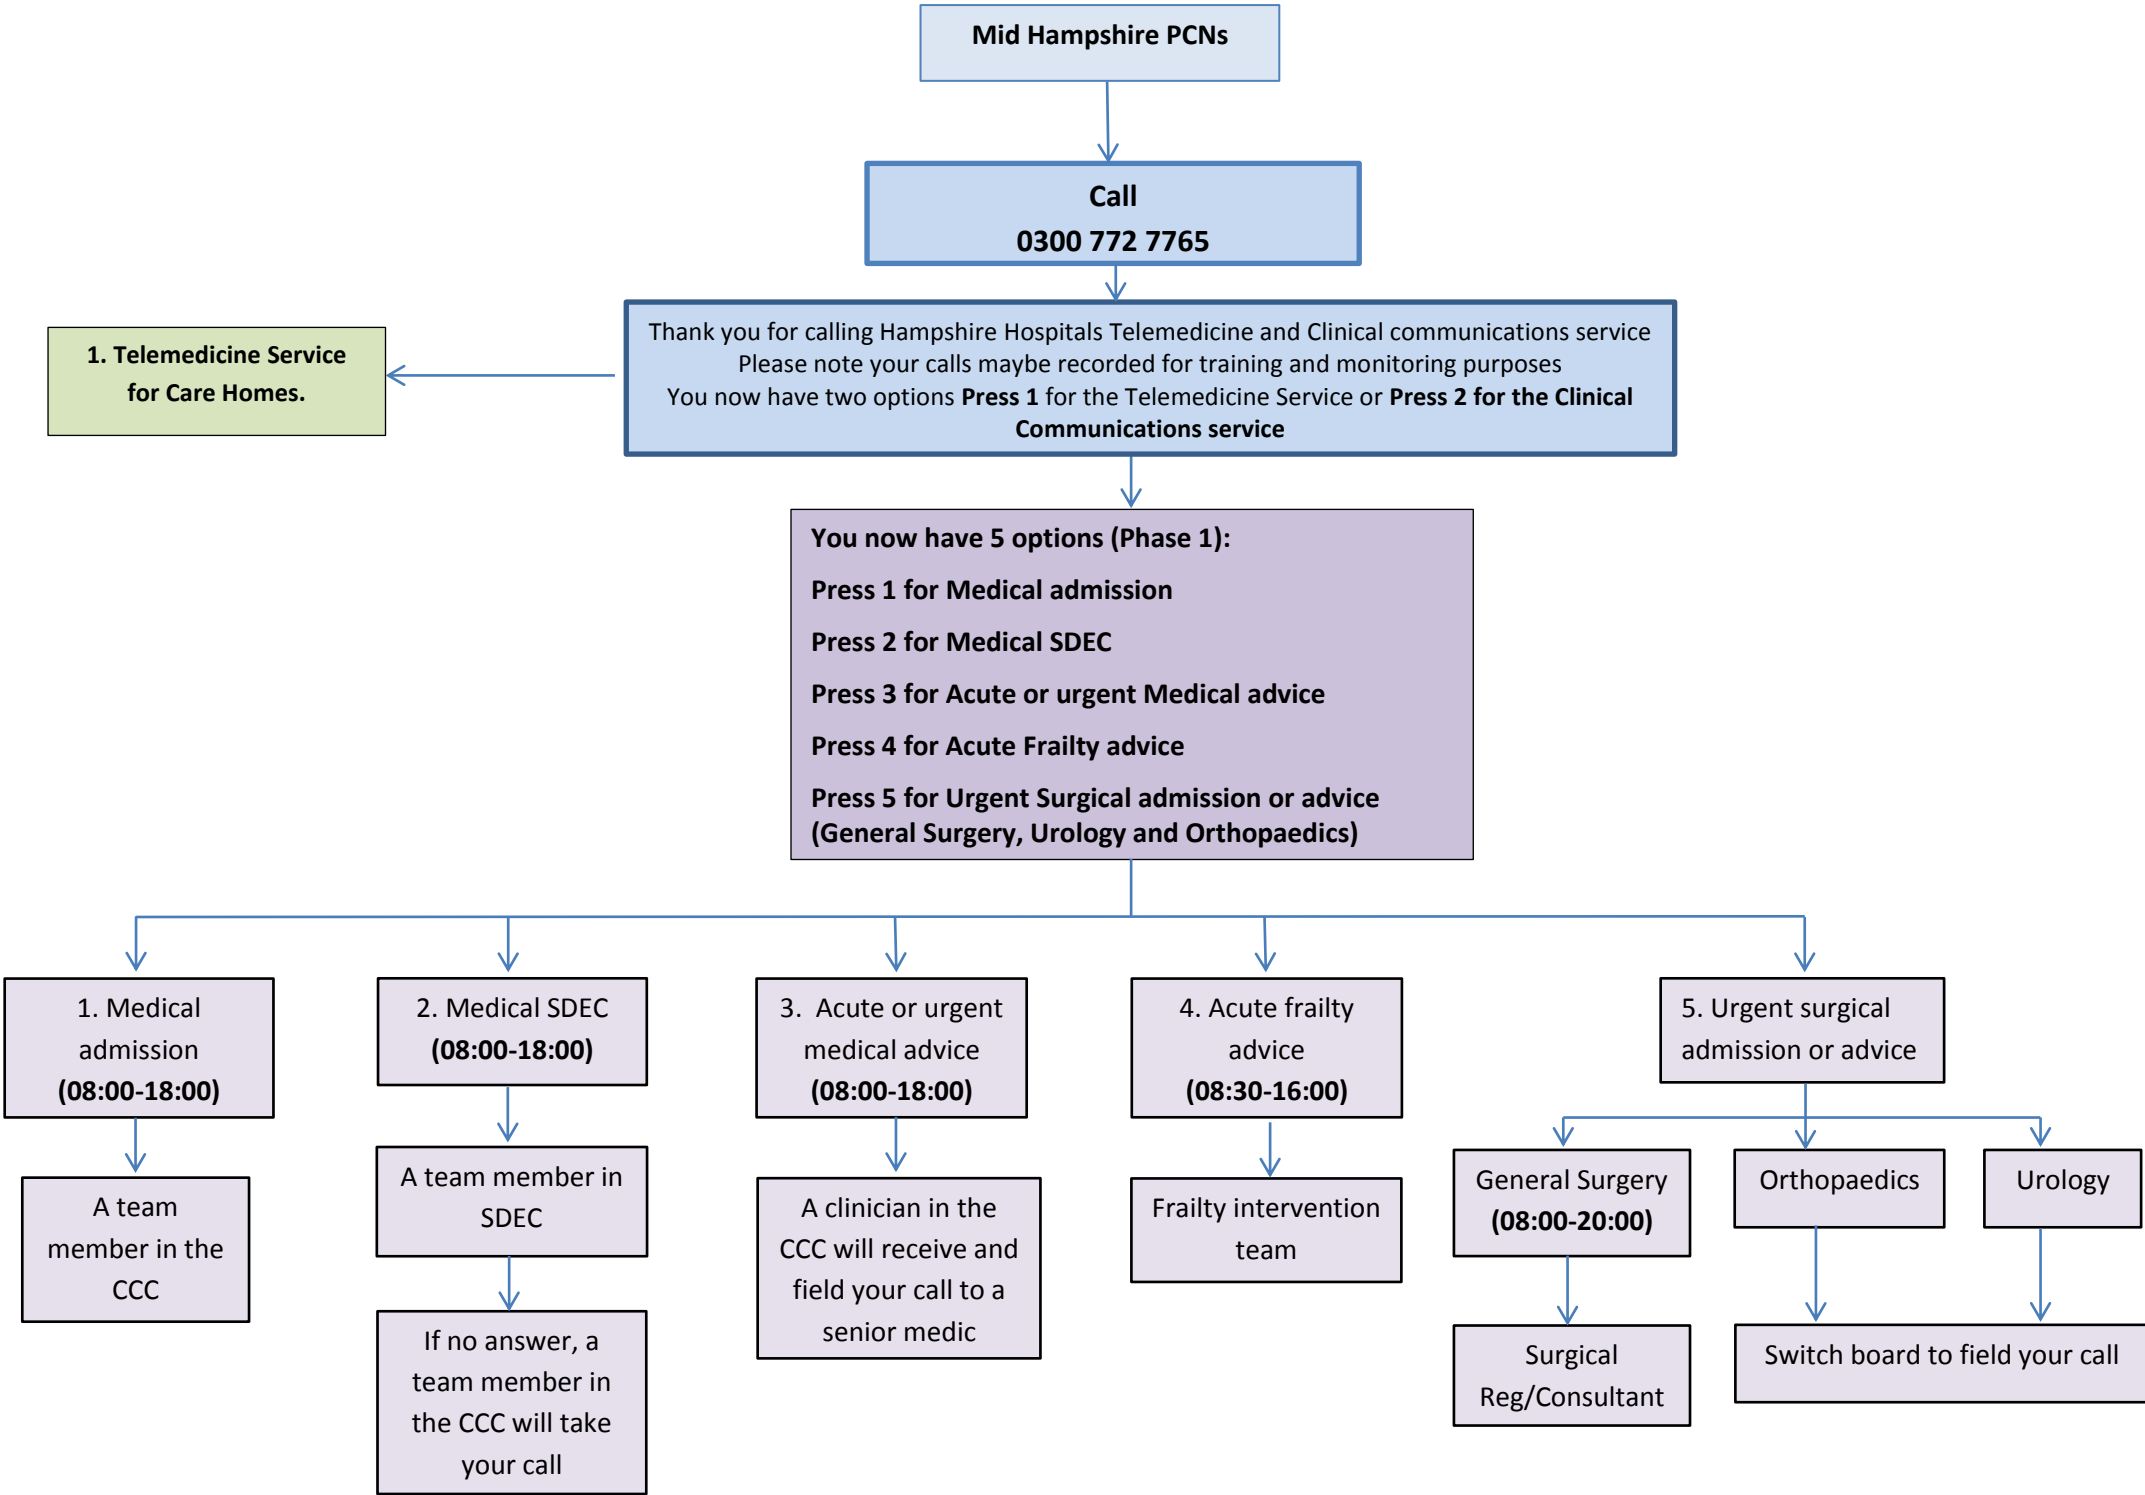 Mid Hampshire PCNs
Call
0300 772 7765
Thank you for calling Hampshire Hospitals Telemedicine and Clinical communications service
Please note your calls maybe recorded for training and monitoring purposes
You now have two options Press 1 for the Telemedicine Service or Press 2 for the Clinical
Communications service
1. Telemedicine Service
for Care Homes.
You now have 5 options (Phase 1):
Press 1 for Medical admission
Press 2 for Medical SDEC
Press 3 for Acute or urgent Medical advice
Press 4 for Acute Frailty advice
Press 5 for Urgent Surgical admission or advice
(General Surgery, Urology and Orthopaedics)
1. Medical
admission
(08:00-18:00)
A team
member in the
CCC
2. Medical SDEC
(08:00-18:00)
A team member in
SDEC
If no answer, a
team member in
the CCC will take
your call
3. Acute or urgent
medical advice
(08:00-18:00)
A clinician in the
CCC will receive and
field your call to a
senior medic
4. Acute frailty
advice
(08:30-16:00)
Frailty intervention
team
5. Urgent surgical
admission or advice
General Surgery
(08:00-20:00)
Surgical
Reg/Consultant
Orthopaedics
Urology
Switch board to field your call